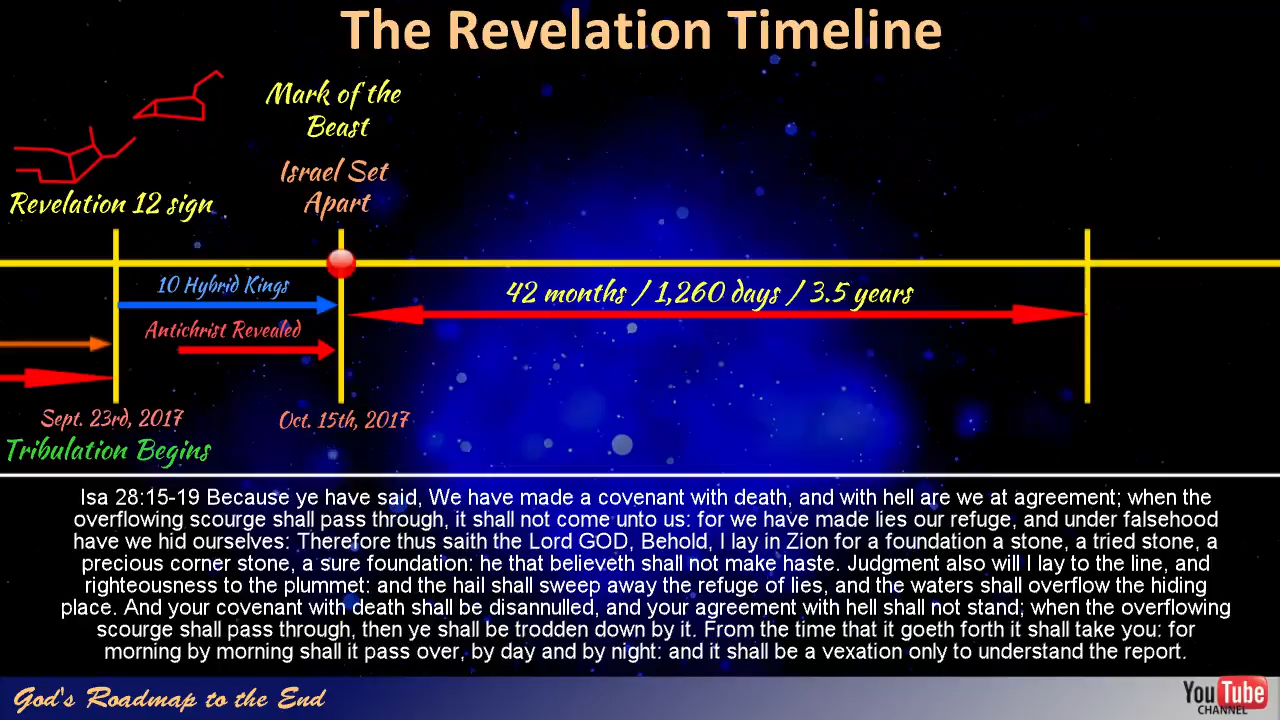 The Revelation Timeline
Mark of the
Beast
Israel Set
Apart
Revelation 12 sign
10 Hybrid Kings
Antichrist Revealed
42 months / 1,260 days / 3.5 years
Sept. 23rd, 2017
Oct. 15th, 2017
Tribulation Begins
Isa 28:15-19 Because ye have said, We have made a covenant with death, and with hell are we at agreement; when the
overflowing scourge shall pass through, it shall not come unto us: for we have made lies our refuge, and under falsehood
have we hid ourselves: Therefore thus saith the Lord GOD, Behold, I lay in Zion for a foundation a stone, a tried stone, a
precious corner stone, a sure foundation: he that believeth shall not make haste. Judgment also will I lay to the line, and
righteousness to the plummet: and the hail shall sweep away the refuge of lies, and the waters shall overflow the hiding
place. And your covenant with death shall be disannulled, and your agreement with hell shall not stand; when the overflowing
scourge shall pass through, then ye shall be trodden down by it. From the time that it goeth forth it shall take you: for
morning by morning shall it pass over, by day and by night: and it shall be a vexation only to understand the report.
God's Roadmap to the End
YouTube
CHANNEL